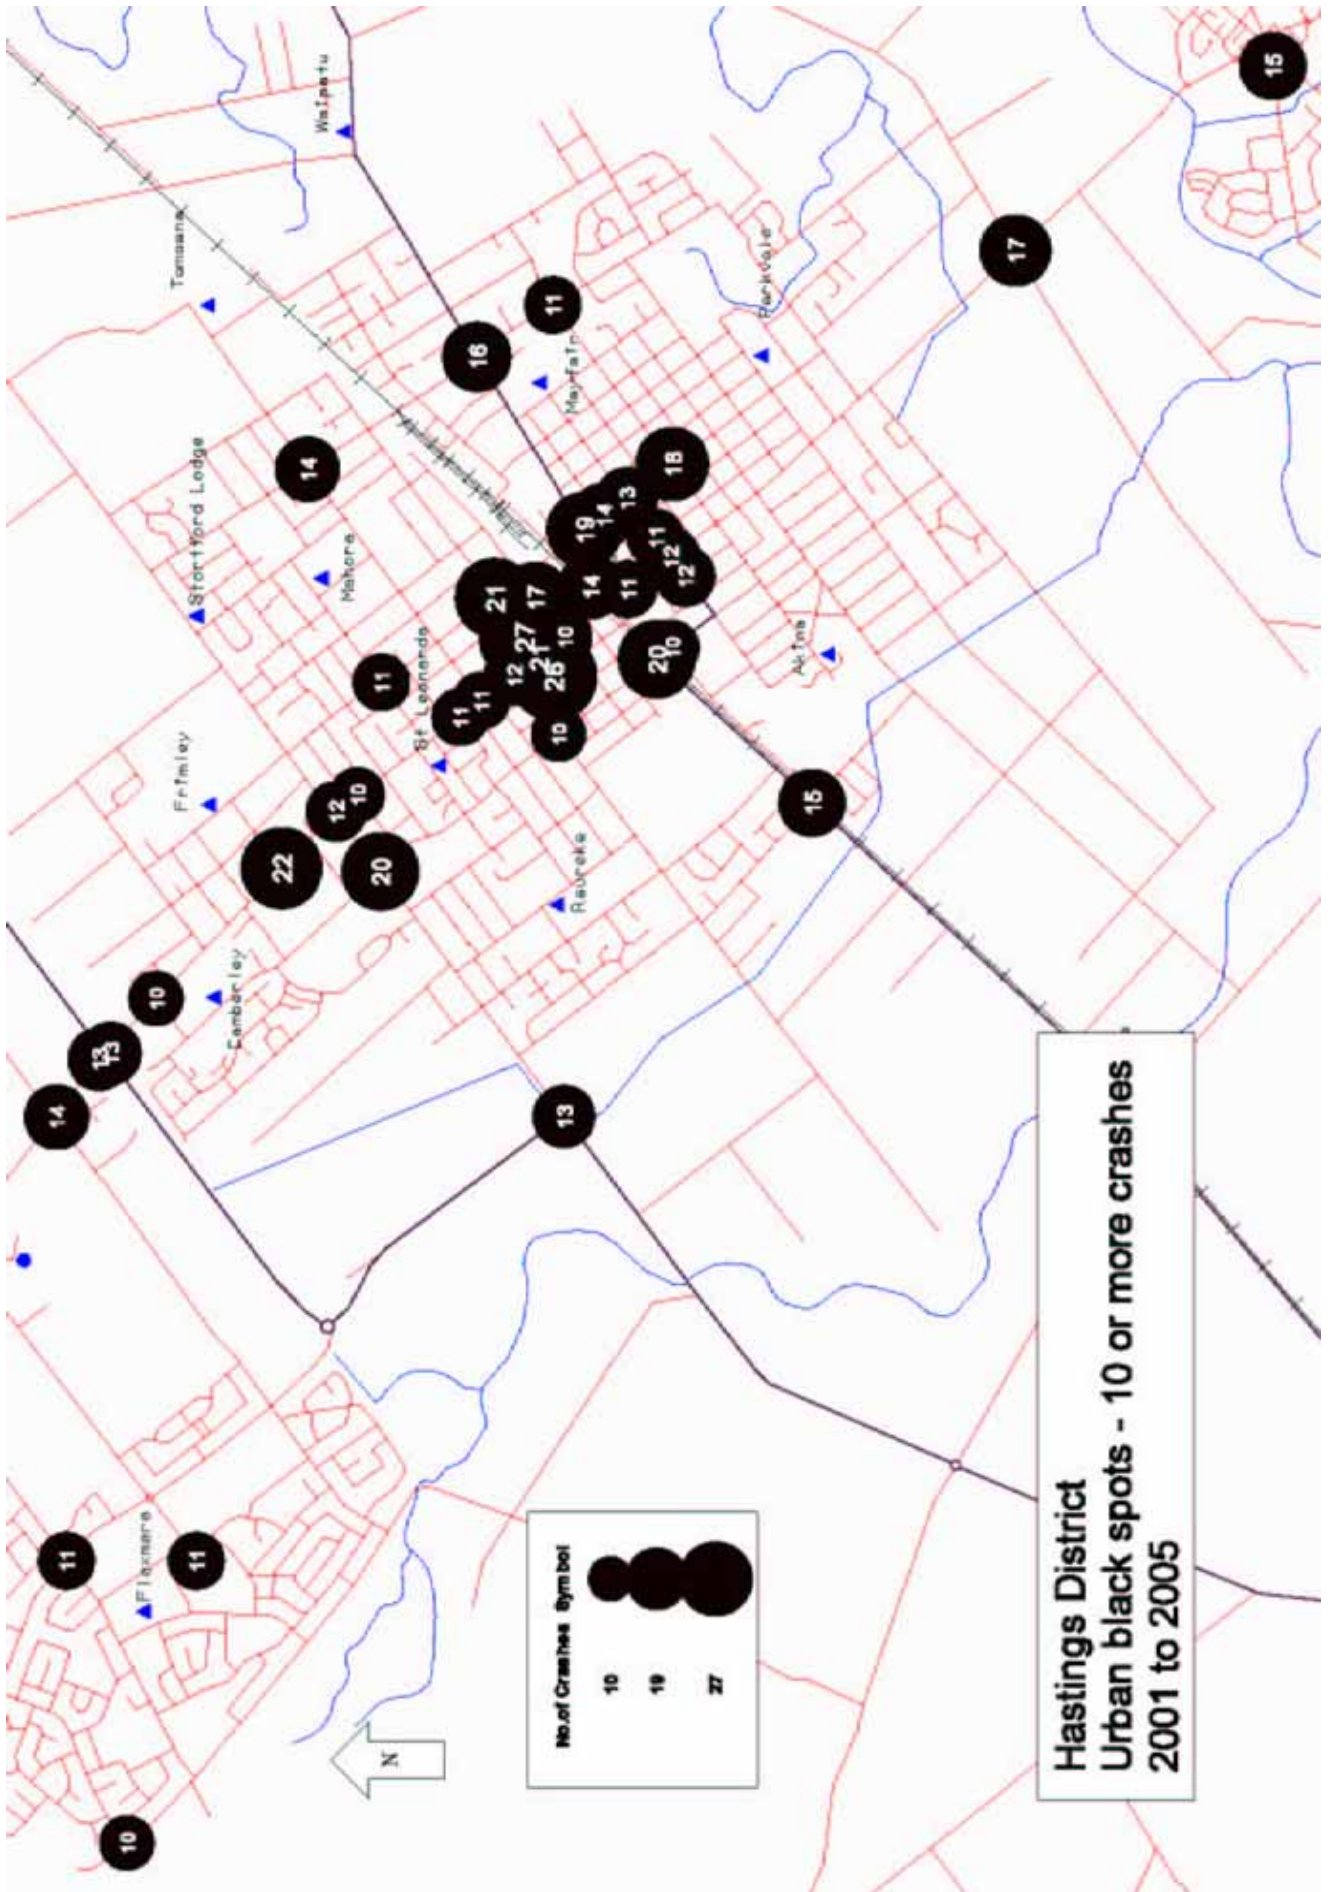 11
14
13
13
10
Flaxmere
10
Frimley
Tomoana
11
Stortford Lodge
Camberley
22
14
Waipatu
12
Mahora
10
20
11
N
St Leonards
11
16
11
21
12
27
17
21
11
26
10
13
10
Mayfair
Raureka
19
14
14
13
11
11
20
12
18
10
12
Parkvale
Akina
15
17
15
No.of Crashes Symbol
10
19
27
Hastings District
Urban black spots - 10 or more crashes
2001 to 2005